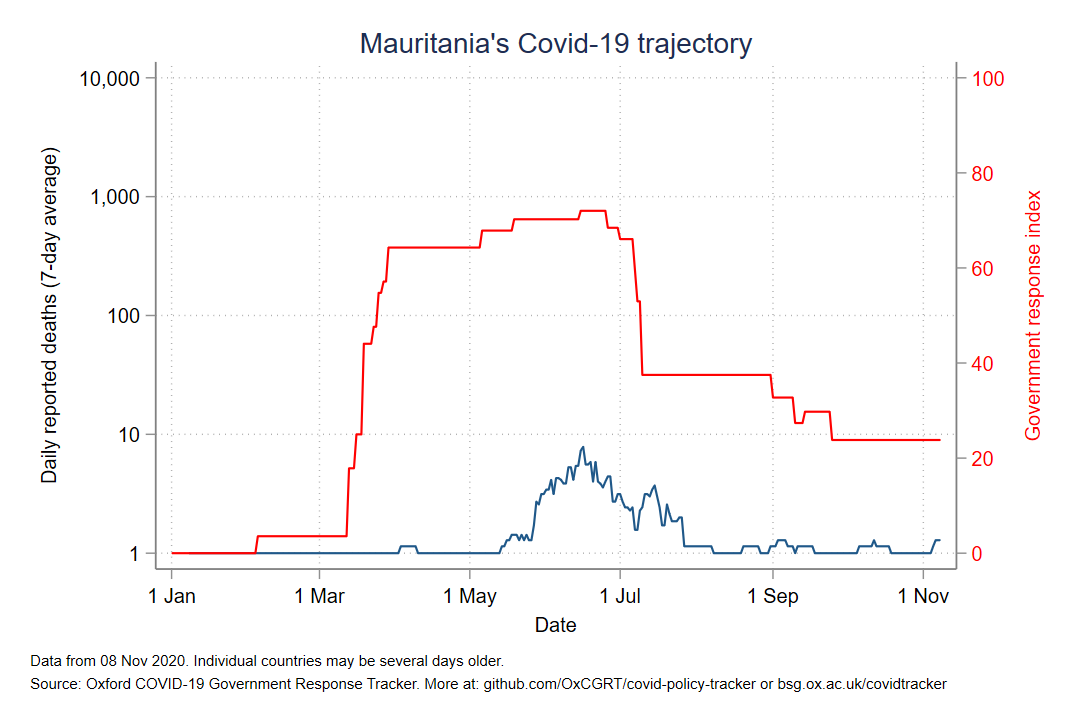 Mauritania's Covid-19 trajectory
10,000
1,000
100
10
1
Daily reported deaths (7-day average)
100
80
60
40
20
0
Government response index
1 Jan 1 Mar 1 May 1 Jul 1 Sep 1 Nov
Date
Data from 08 Nov 2020. Individual countries may be several days older.
Source: Oxford COVID-19 Government Response Tracker. More at: github.com/OxCGRT/covid-policy-tracker or bsg.ox.ac.uk/covidtracker